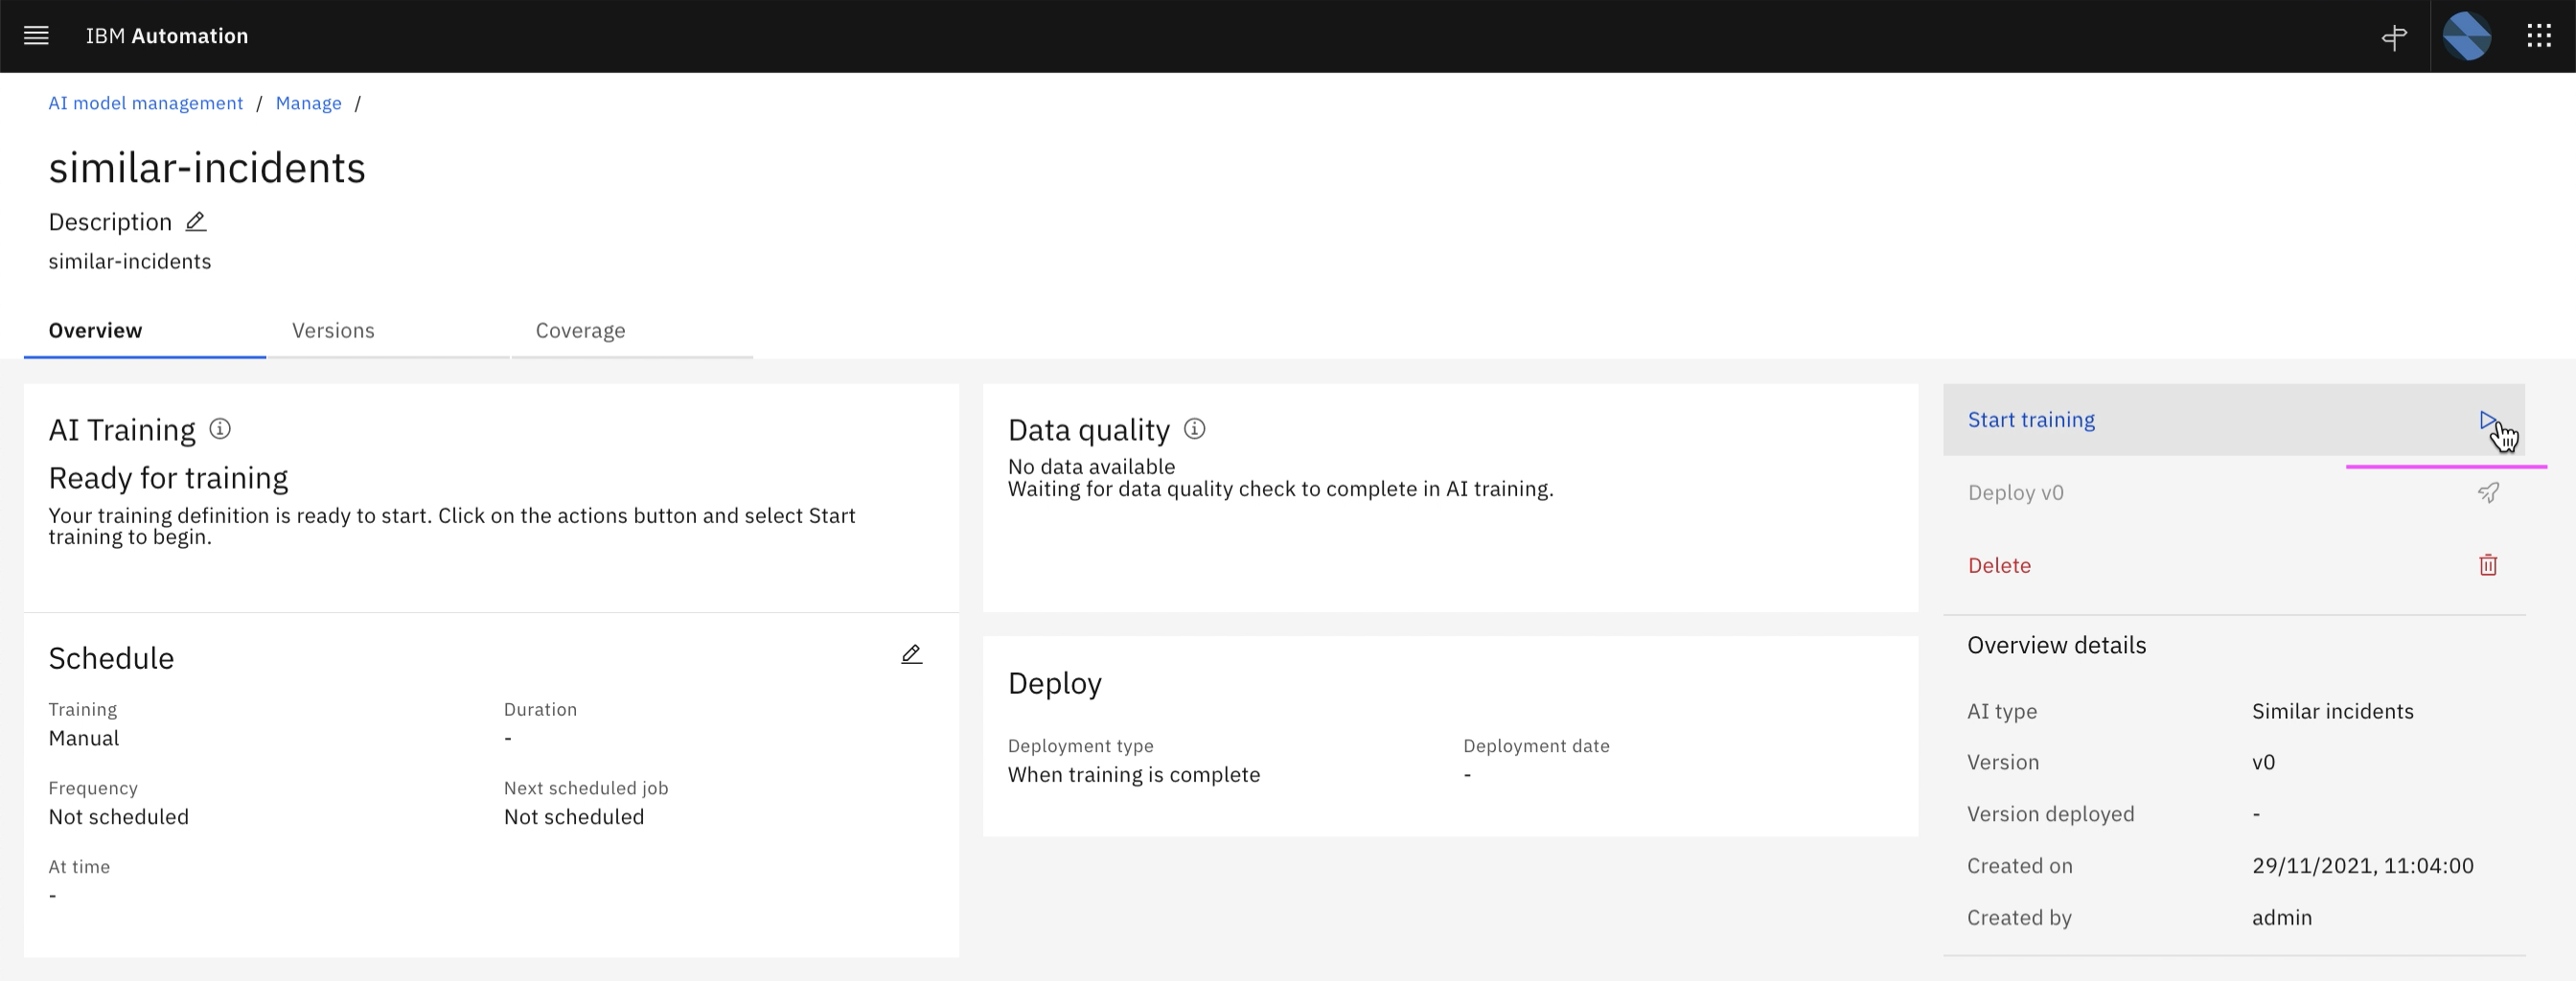 IBM Automation
AI model management / Manage /
similar-incidents
Description
similar-incidents
Overview
Versions
Coverage
AI Training
Ready for training
Your training definition is ready to start. Click on the actions button and select Start
training to begin.
Schedule
Training
Manual
Duration
-
Frequency
Not scheduled
Next scheduled job
Not scheduled
At time
-
Data quality
No data available
Waiting for data quality check to complete in AI training.
Deploy
Deployment type
When training is complete
Deployment date
-
Start training
Deploy v0
Delete
Overview details
AI type Similar incidents
Version v0
Version deployed -
Created on 29/11/2021, 11:04:00
Created by admin